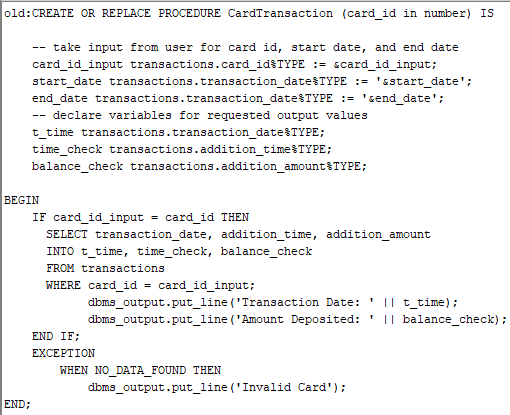 old:CREATE OR REPLACE PROCEDURE CardTransaction (card_id in number) IS
-- take input from user for card id, start date, and end date
card_id_input transactions.card_id%TYPE := &card_id_input;
start_date transactions.transaction_date%TYPE := '&start_date';
end_date transactions.transaction_date%TYPE := '&end_date';
-- declare variables for requested output values
t_time transactions.transaction_date%TYPE;
time_check transactions.addition_time%TYPE;
balance_check transactions.addition_amount%TYPE;
BEGIN
IF card_id_input = card_id THEN
SELECT transaction_date, addition_time, addition_amount
INTO t_time, time_check, balance_check
FROM transactions
WHERE card_id = card_id_input;
dbms_output.put_line('Transaction Date: ' || t_time);
dbms_output.put_line('Amount Deposited: ' || balance_check);
END IF;
EXCEPTION
WHEN NO_DATA_FOUND THEN
dbms_output.put_line('Invalid Card');
END;